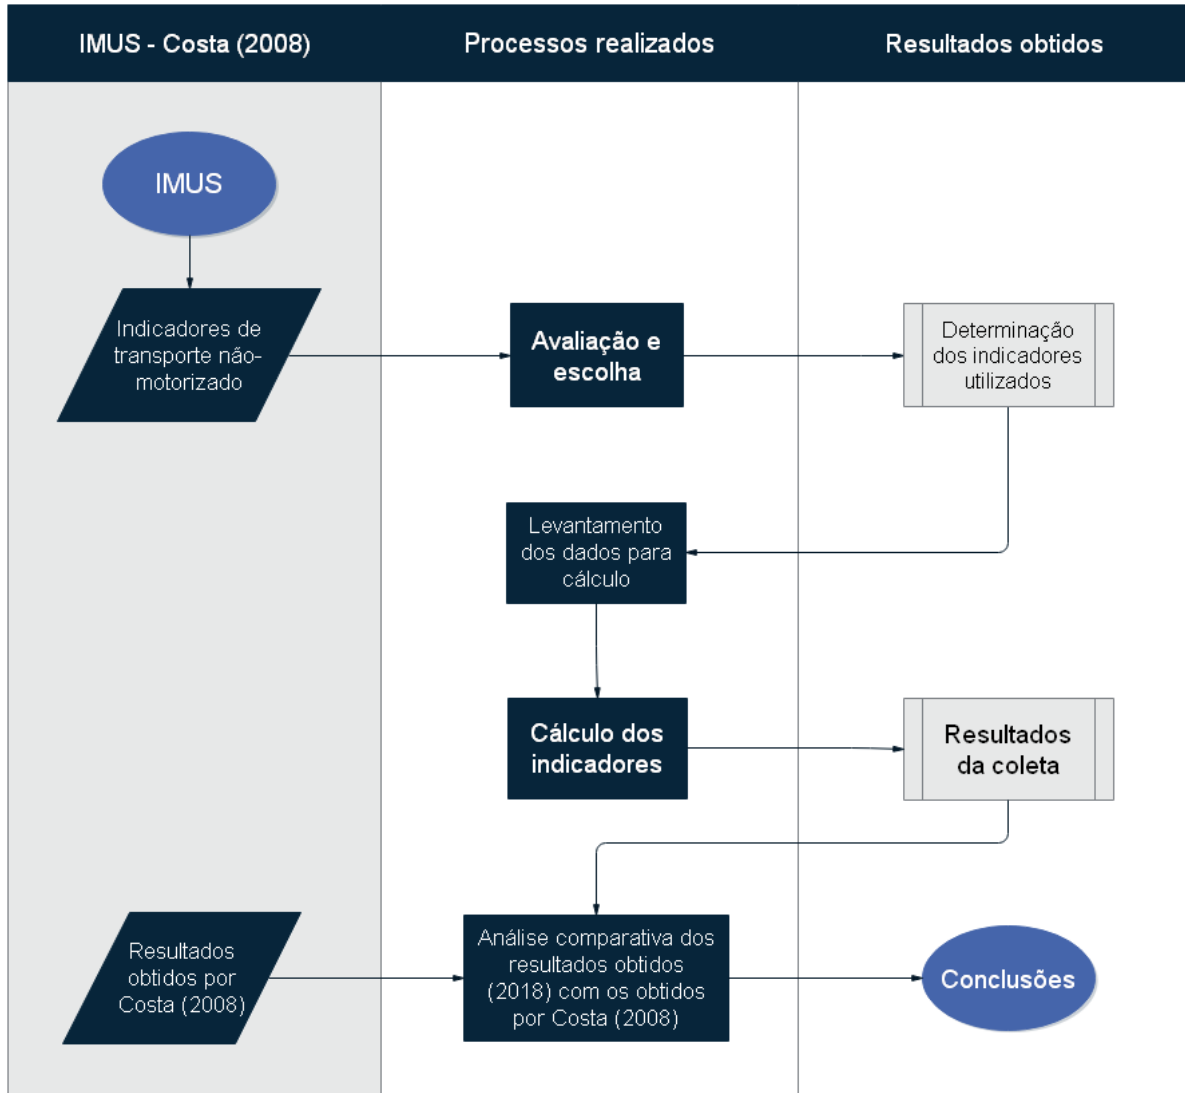 IMUS - Costa (2008)
Processos realizados
Resultados obtidos
IMUS
Indicadores de
transporte não-
motorizado
Avaliação e
escolha
Determinação
dos indicadores
utilizados
Levantamento
dos dados para
cálculo
Cálculo dos
indicadores
Resultados
da coleta
Resultados
obtidos por
Costa (2008)
Análise comparativa dos
resultados obtidos
(2018) com os obtidos
por Costa (2008)
Conclusões